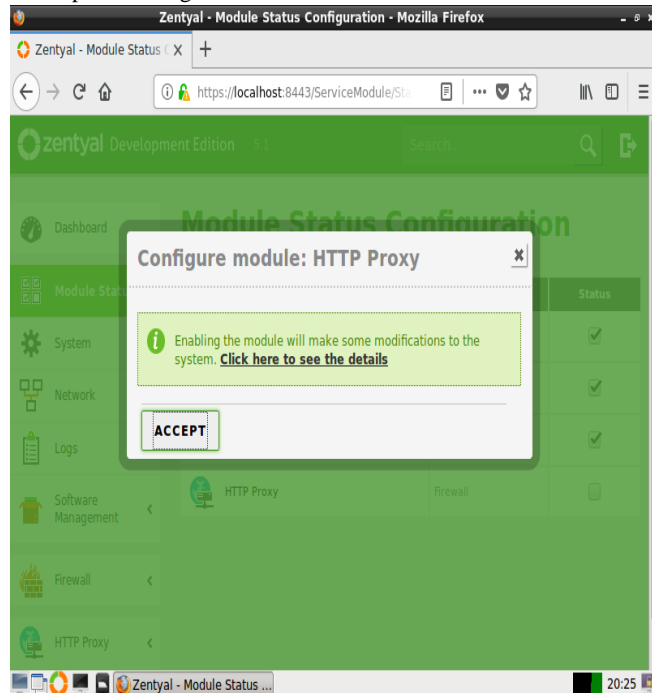 Zentyal - Module Status Configuration - Mozilla Firefox
Zentyal - Module Status
https://localhost:8443/ServiceModule/Sta
zentyal Development Edition 5.1
Search...
Module Status Configuration
Dashboard
Configure module: HTTP Proxy
Module Statu
Status
Enabling the module will make some modifications to the
system. Click here to see the details
System
Network
ACCEPT
Logs
HTTP Proxy
Firewall
Software
Management
Firewall
HTTP Proxy
Zentyal - Module Status ...
20:25